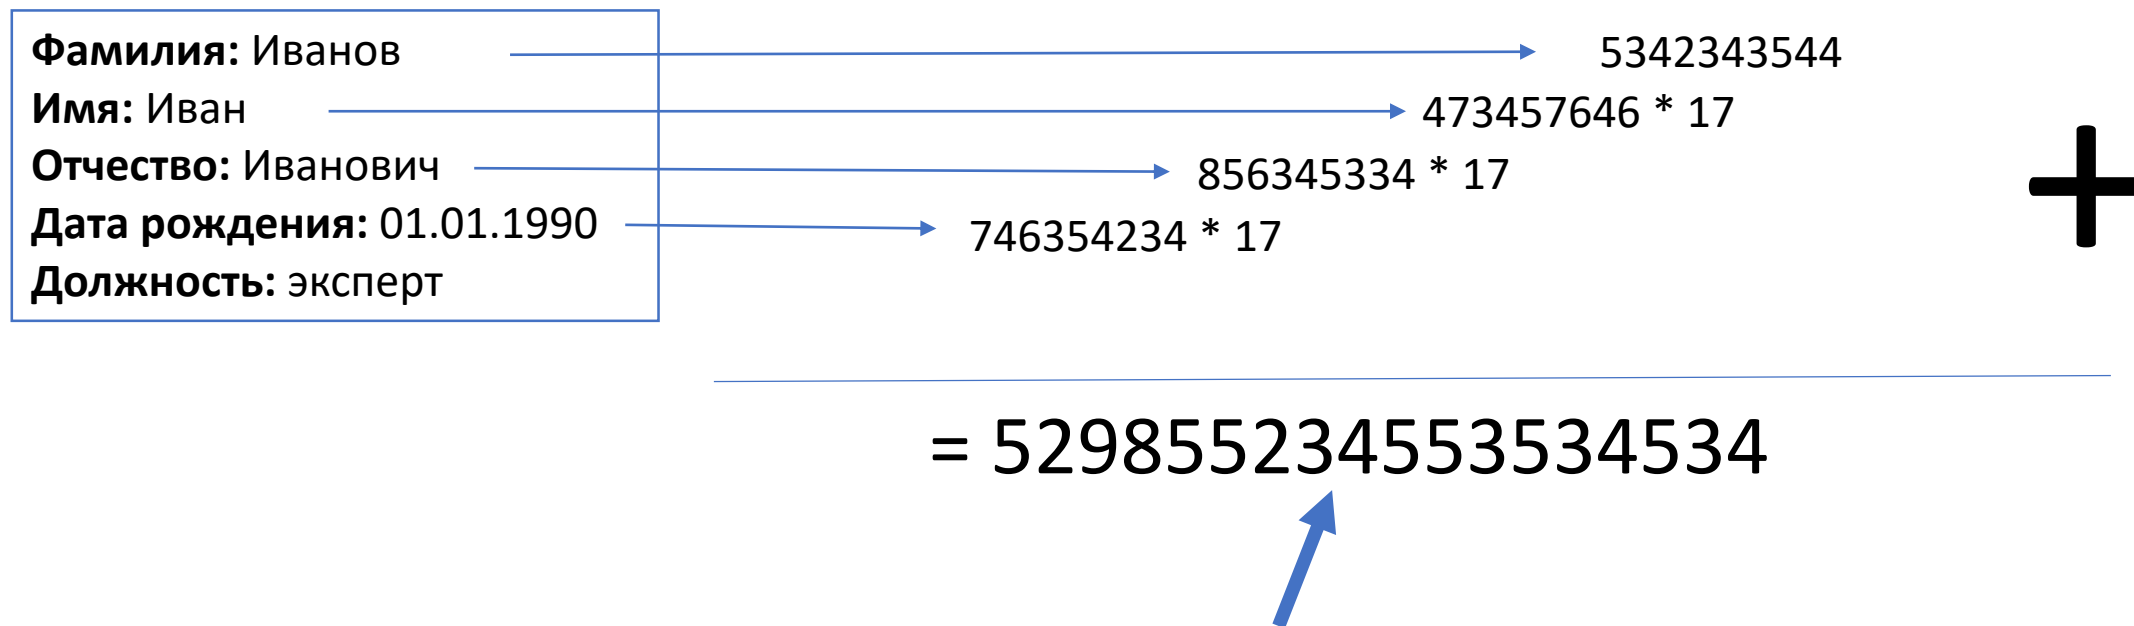 Фамилия: Иванов
Имя: Иван
Отчество: Иванович
Дата рождения: 01.01.1990
Должность: эксперт
5342343544
473457646 * 17
856345334 * 17
746354234 * 17
+
= 529855234553534534